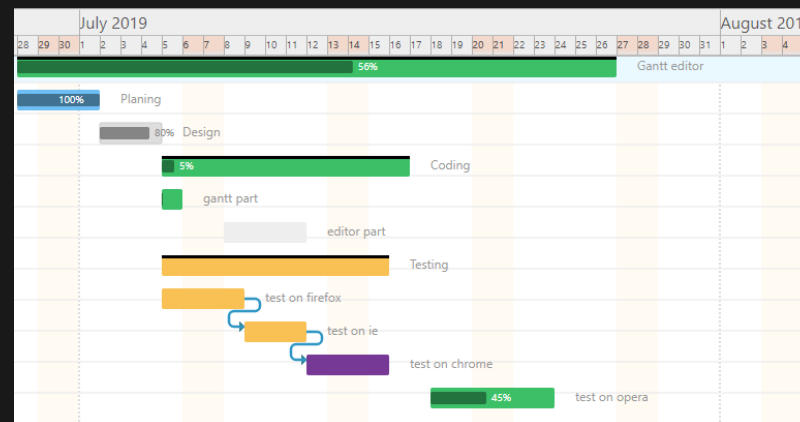 July 2019 August 201
28 29 30 1 2 3 4 5 6 7 8 9 10 11 12 13 14 15 16 17 18 19 20 21 22 23 24 25 26 27 28 29 30 31 1 2 3 4
56% Gantt editor
100% Planing
80% Design
5% Coding
gantt part
editor part
Testing
test on firefox
test on ie
test on chrome
45% test on opera